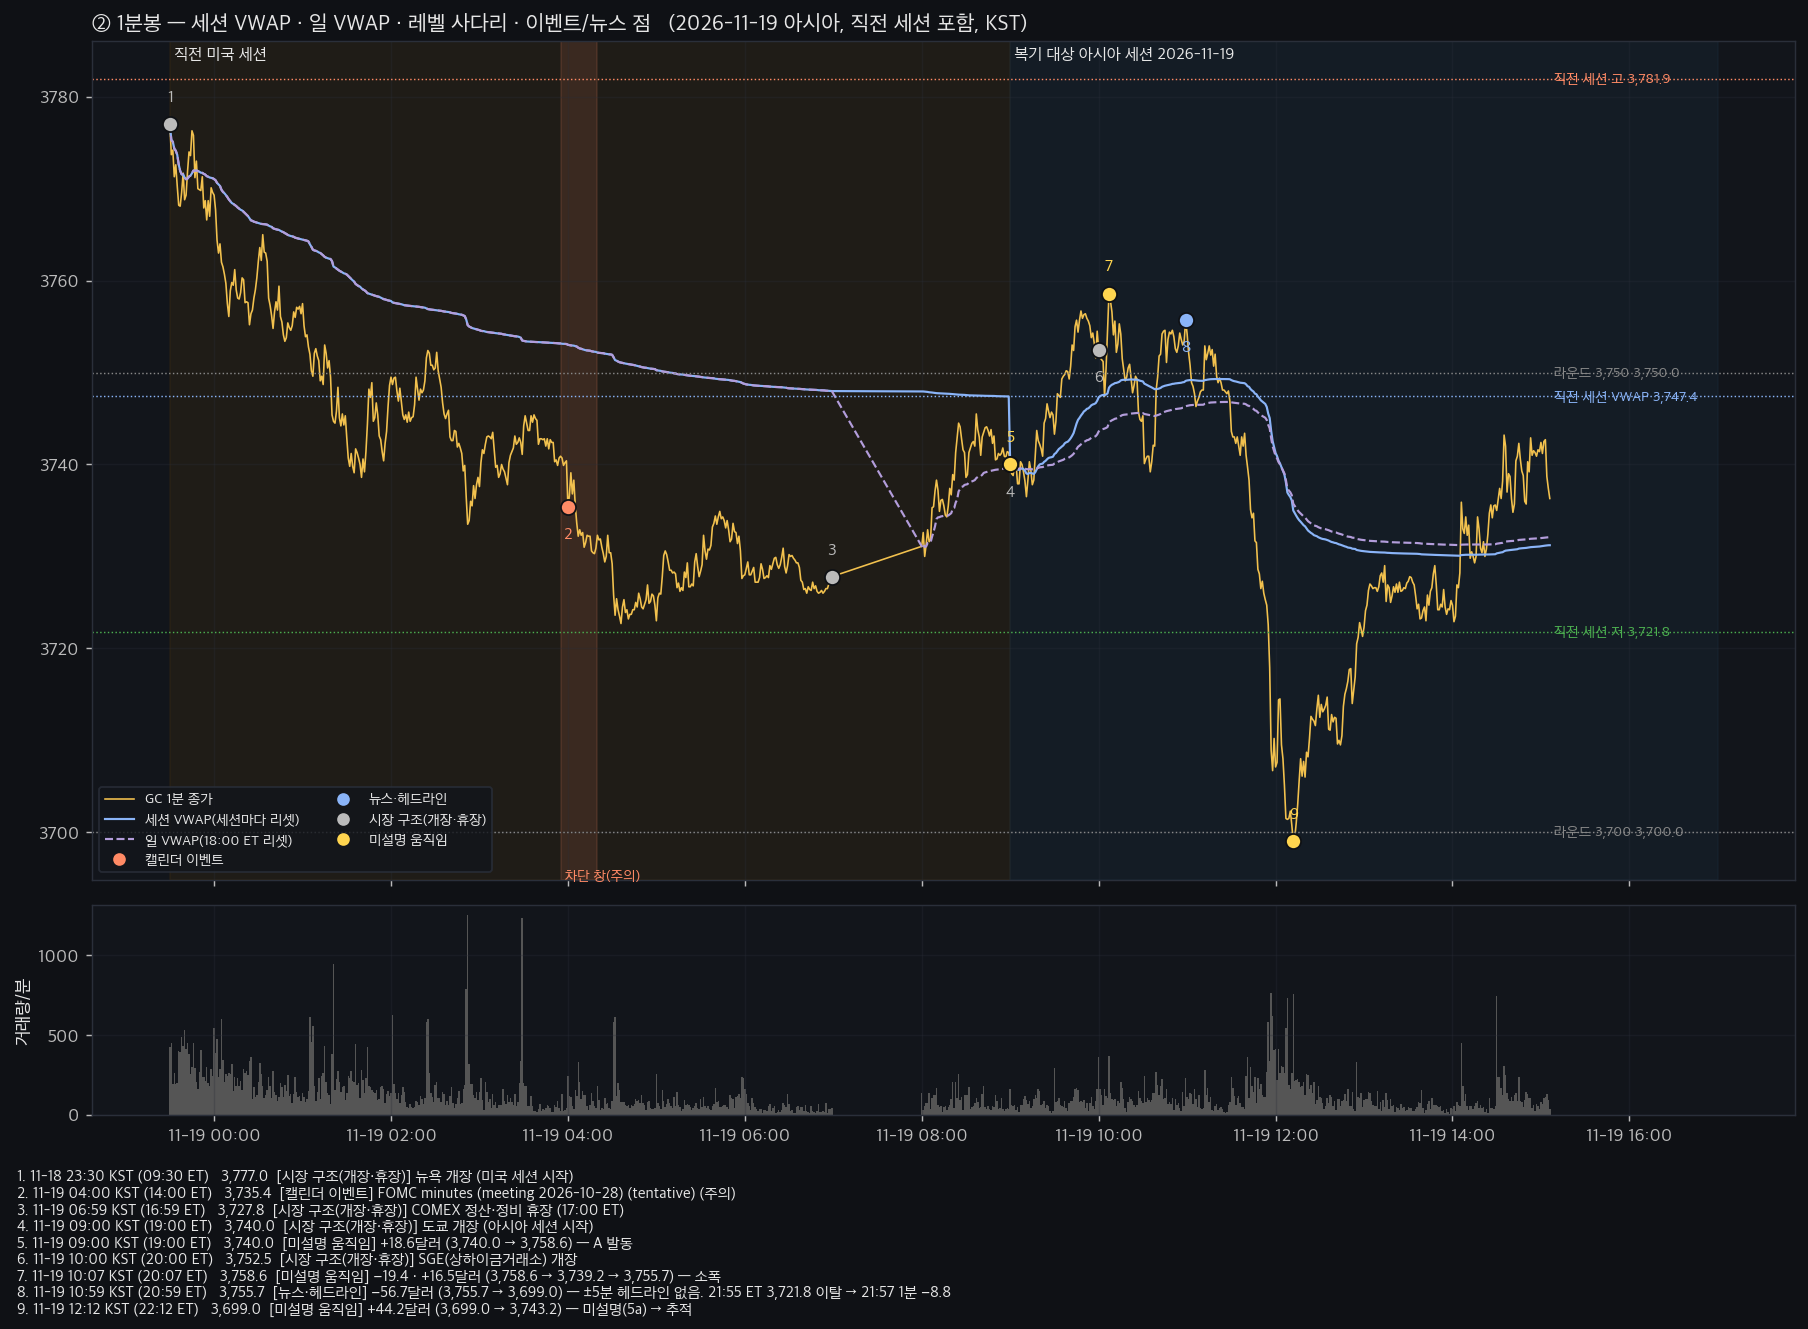 ② 1분봉 — 세션 VWAP · 일 VWAP · 레벨 사다리 · 이벤트/뉴스 점 (2026-11-19 아시아, 직전 세션 포함, KST)
직전 미국 세션
복기 대상 아시아 세션 2026-11-19
직전 세션 고 3,781.9
3780
1
7
3760
8
6
라운드 3,750 3,750.0
직전 세션 VWAP 3,747.4
5
3740
4
2
3
직전 세션 저 3,721.8
3720
9
라운드 3,700 3,700.0
3700
GC 1분 종가
세션 VWAP(세션마다 리셋)
일 VWAP(18:00 ET 리셋)
캘린더 이벤트
뉴스·헤드라인
시장 구조(개장·휴장)
미설명 움직임
차단 창(주의)
거래량/분
1000
500
0
11-19 00:00
11-19 02:00
11-19 04:00
11-19 06:00
11-19 08:00
11-19 10:00
11-19 12:00
11-19 14:00
11-19 16:00
1. 11-18 23:30 KST (09:30 ET) 3,777.0 [시장 구조(개장·휴장)] 뉴욕 개장 (미국 세션 시작)
2. 11-19 04:00 KST (14:00 ET) 3,735.4 [캘린더 이벤트] FOMC minutes (meeting 2026-10-28) (tentative) (주의)
3. 11-19 06:59 KST (16:59 ET) 3,727.8 [시장 구조(개장·휴장)] COMEX 정산·정비 휴장 (17:00 ET)
4. 11-19 09:00 KST (19:00 ET) 3,740.0 [시장 구조(개장·휴장)] 도쿄 개장 (아시아 세션 시작)
5. 11-19 09:00 KST (19:00 ET) 3,740.0 [미설명 움직임] +18.6달러 (3,740.0 → 3,758.6) — A 발동
6. 11-19 10:00 KST (20:00 ET) 3,752.5 [시장 구조(개장·휴장)] SGE(상하이금거래소) 개장
7. 11-19 10:07 KST (20:07 ET) 3,758.6 [미설명 움직임] −19.4 · +16.5달러 (3,758.6 → 3,739.2 → 3,755.7) — 소폭
8. 11-19 10:59 KST (20:59 ET) 3,755.7 [뉴스·헤드라인] −56.7달러 (3,755.7 → 3,699.0) — ±5분 헤드라인 없음. 21:55 ET 3,721.8 이탈 → 21:57 1분 −8.8
9. 11-19 12:12 KST (22:12 ET) 3,699.0 [미설명 움직임] +44.2달러 (3,699.0 → 3,743.2) — 미설명(5a) → 추적